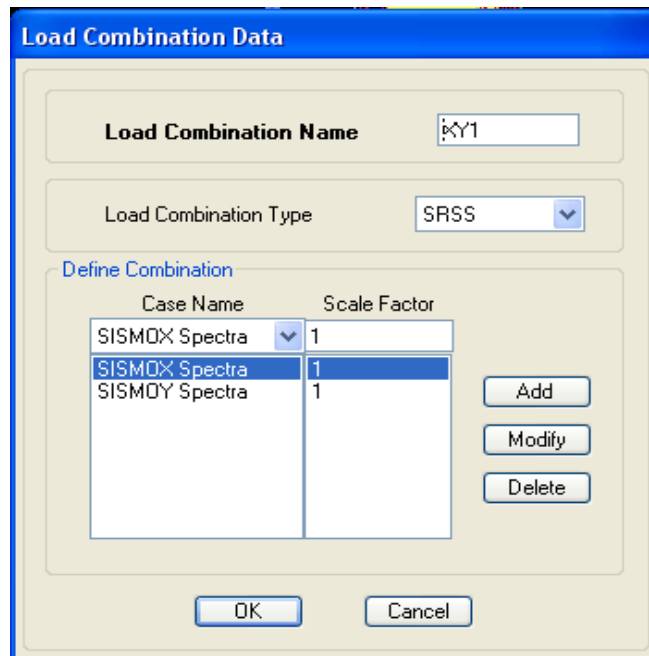 Load Combination Data
Load Combination Name XY1
Load Combination Type SRSS
Define Combination
Case Name Scale Factor
SISMOX Spectra 1
SISMOX Spectra 1
SISMOY Spectra 1
Add
Modify
Delete
OK Cancel